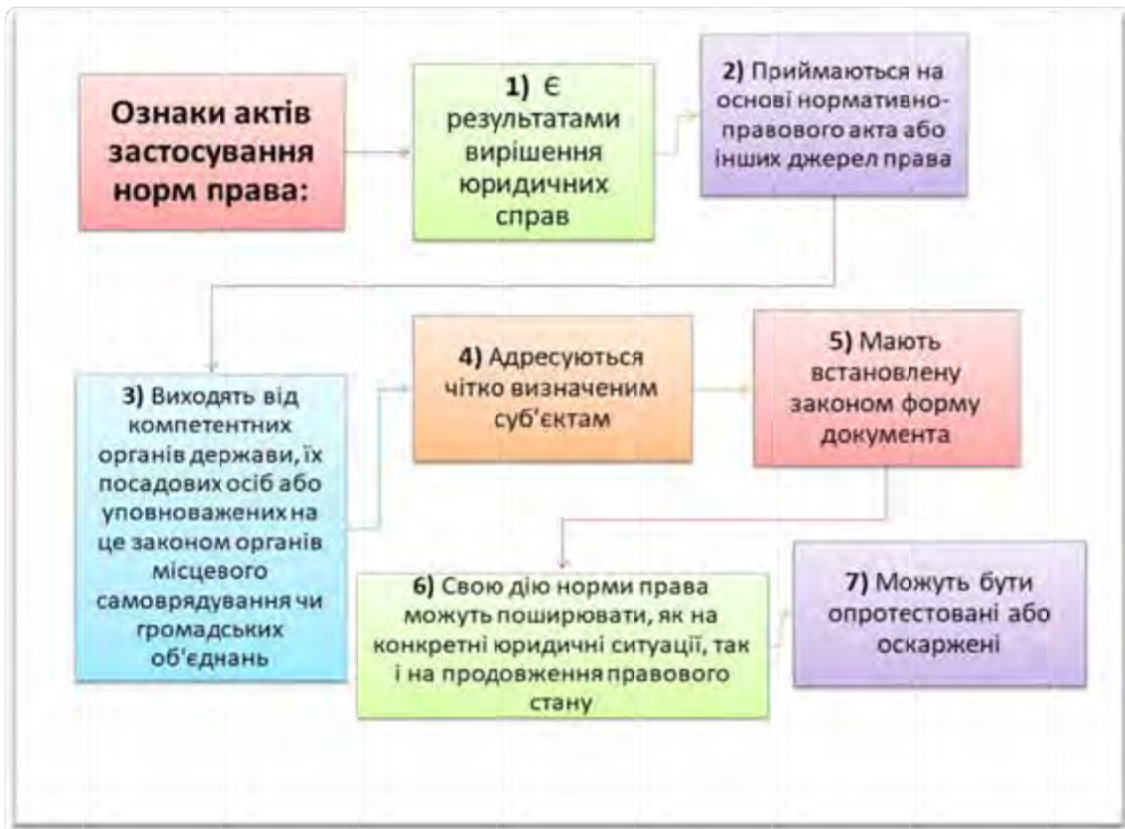 Ознаки актів
застосування
норм права:
1) Є
результатами
вирішення
юридичних
справ
2) Приймаються на
основі нормативно-
правового акта або
інших джерел права
3) Виходять від
компетентних
органів держави, їх
посадових осіб або
уповноважених на
це законом органів
місцевого
самоврядування чи
громадських
об'єднань
4) Адресуються
чітко визначеним
суб'єктам
5) Мають
встановлену
законом форму
документа
6) Свою дію норми права
можуть поширювати, як на
конкретні юридичні ситуації, так
і на продовження правового
стану
7) Можуть бути
опротестовані або
оскаржені